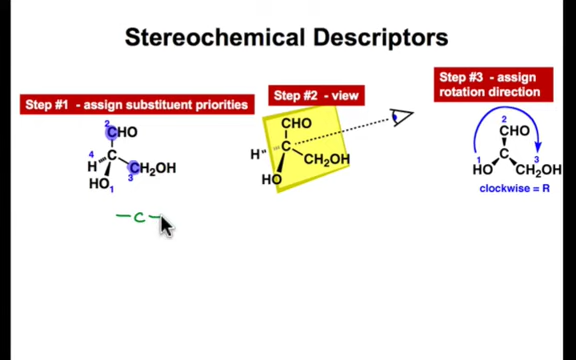 Stereochemical Descriptors
Step #1 - assign substituent priorities
Step #2 - view
Step #3 - assign
rotation direction
2
CHO
4
C
H
CH2OH
3
HO
1
-C-
CHO
H
C
CH2OH
HO
2
CHO
1
C
3
HO
CH2OH
clockwise = R